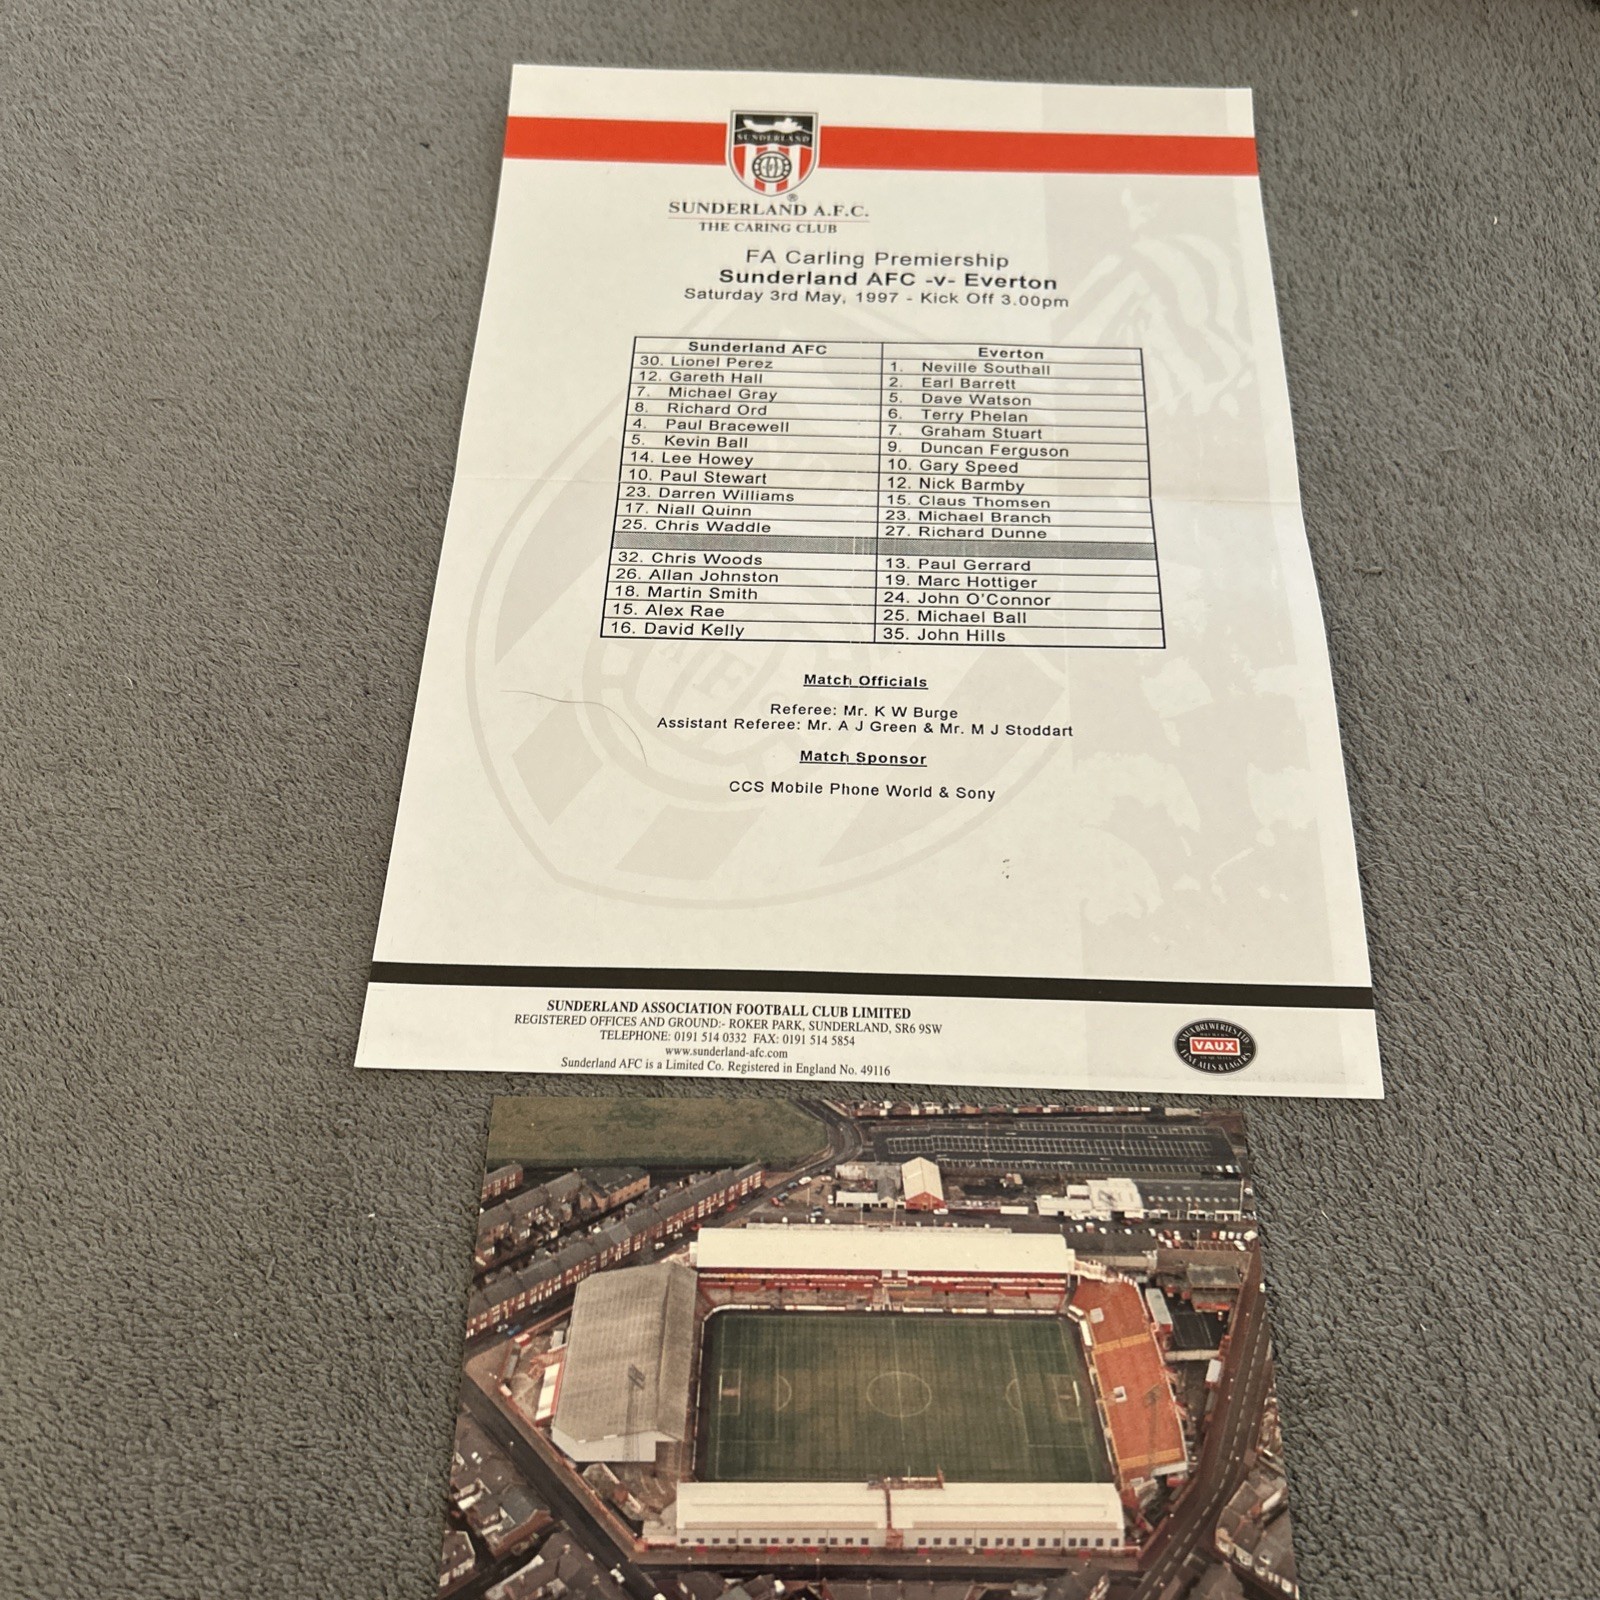 SUNDERLAND
®
SUNDERLAND A.F.C.
THE CARING CLUB
FA Carling Premiership
Sunderland AFC -v- Everton
Saturday 3rd May, 1997 - Kick Off 3.00pm
Sunderland AFC Everton
30. Lionel Perez 1. Neville Southall
12. Gareth Hall 2. Earl Barrett
7. Michael Gray 5. Dave Watson
8. Richard Ord 6. Terry Phelan
4. Paul Bracewell 7. Graham Stuart
5. Kevin Ball 9. Duncan Ferguson
14. Lee Howey 10. Gary Speed
10. Paul Stewart 12. Nick Barmby
23. Darren Williams 15. Claus Thomsen
17. Niall Quinn 23. Michael Branch
25. Chris Waddle 27. Richard Dunne
32. Chris Woods 13. Paul Gerrard
26. Allan Johnston 19. Marc Hottiger
18. Martin Smith 24. John O'Connor
15. Alex Rae 25. Michael Ball
16. David Kelly 35. John Hills
Match Officials
Referee: Mr. K W Burge
Assistant Referee: Mr. A J Green & Mr. M J Stoddart
Match Sponsor
CCS Mobile Phone World & Sony
SUNDERLAND ASSOCIATION FOOTBALL CLUB LIMITED
REGISTERED OFFICES AND GROUND:- ROKER PARK, SUNDERLAND, SR6 9SW
TELEPHONE: 0191 514 0332 FAX: 0191 514 5854
www.sunderland-afc.com
Sunderland AFC is a Limited Co. Registered in England No. 49116
VAUX BREWERIES LTD
VAUX
FINE ALES & LAGERS